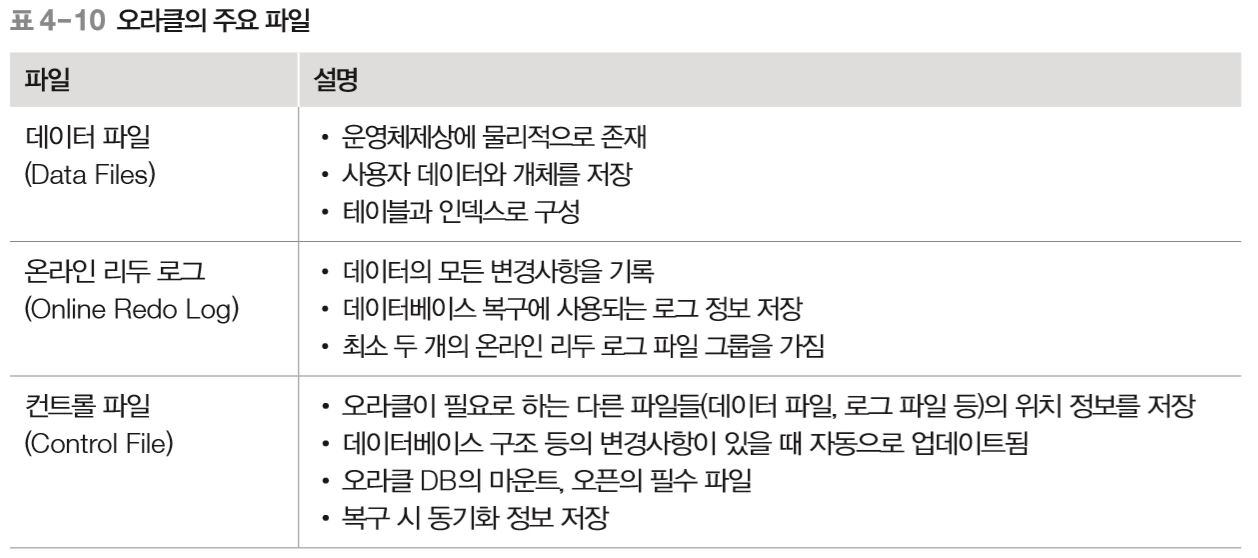 표 4-10 오라클의 주요 파일
파일 설명
데이터 파일
(Data Files)
• 운영체제상에 물리적으로 존재
• 사용자 데이터와 개체를 저장
• 테이블과 인덱스로 구성
온라인 리두 로그
(Online Redo Log)
• 데이터의 모든 변경사항을 기록
• 데이터베이스 복구에 사용되는 로그 정보 저장
• 최소 두 개의 온라인 리두 로그 파일 그룹을 가짐
컨트롤 파일
(Control File)
• 오라클이 필요로 하는 다른 파일들(데이터 파일, 로그 파일 등)의 위치 정보를 저장
• 데이터베이스 구조 등의 변경사항이 있을 때 자동으로 업데이트됨
• 오라클 DB의 마운트, 오픈의 필수 파일
• 복구 시 동기화 정보 저장